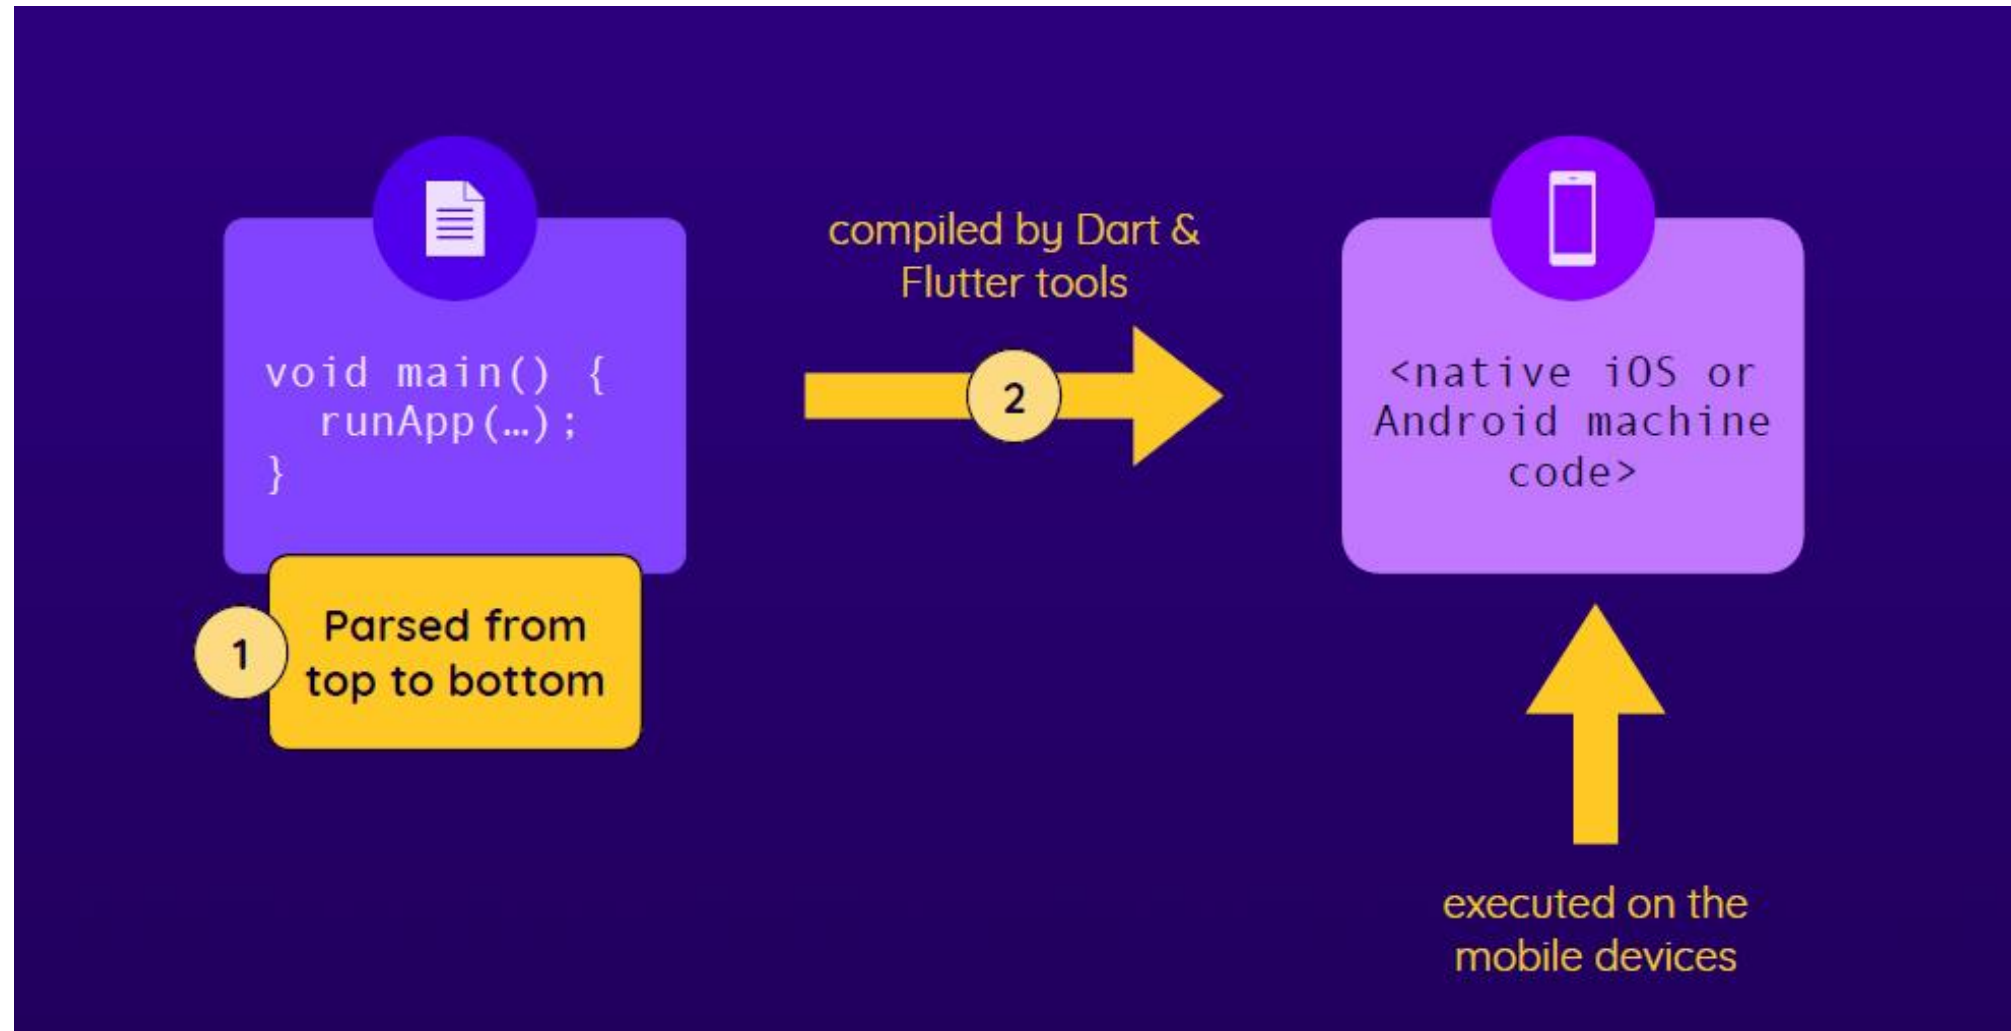 void main() {
  runApp(…);
}
1
Parsed from
top to bottom
compiled by Dart &
Flutter tools
2
<native iOS or
Android machine
code>
executed on the
mobile devices